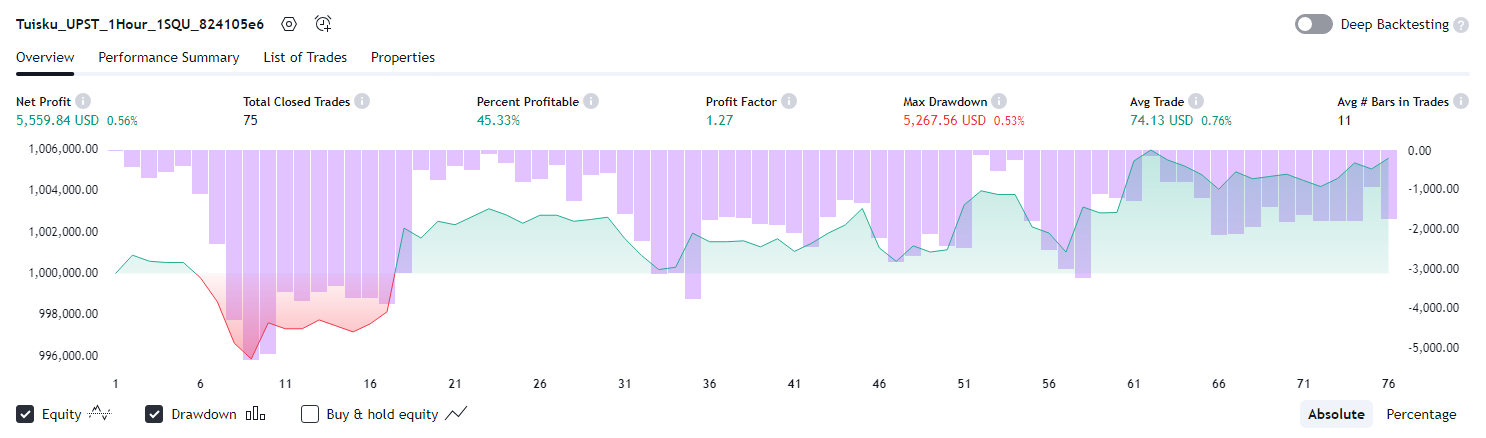 Tuisku_UPST_1Hour_1SQU_824105e6 Deep Backtesting ?
Overview Performance Summary List of Trades Properties
Net Profit Total Closed Trades Percent Profitable Profit Factor Max Drawdown Avg Trade Avg # Bars in Trades
5,559.84 USD 0.56% 75 45.33% 1.27 5,267.56 USD 0.53% 74.13 USD 0.76% 11
1,006,000.00 0.00
1,004,000.00 -1,000.00
1,002,000.00 -2,000.00
1,000,000.00 -3,000.00
998,000.00 -4,000.00
996,000.00 -5,000.00
1 6 11 16 21 26 31 36 41 46 51 56 61 66 71 76
Equity Drawdown Buy & hold equity Absolute Percentage